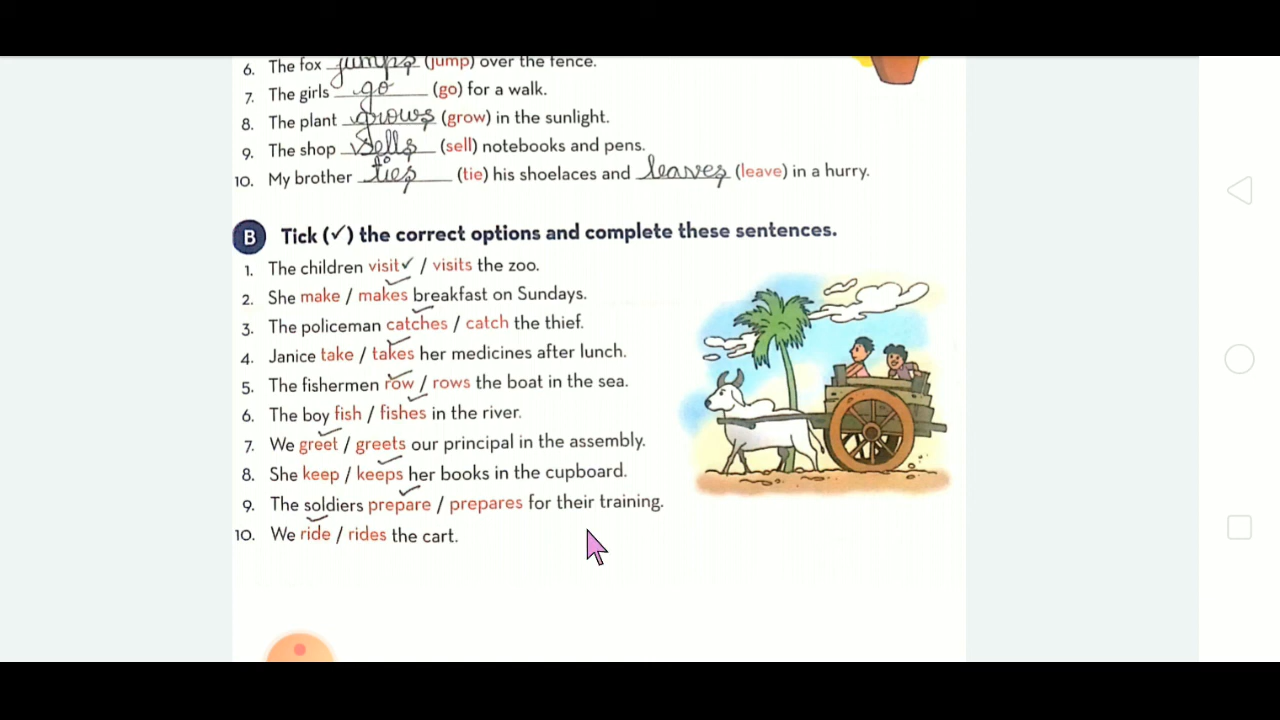 6. The fox jumps (jump) over the fence.
7. The girls go (go) for a walk.
8. The plant grows (grow) in the sunlight.
9. The shop sells (sell) notebooks and pens.
10. My brother ties (tie) his shoelaces and leaves (leave) in a hurry.
B Tick (✓) the correct options and complete these sentences.
1. The children visit✓ / visits the zoo.
2. She make / makes breakfast on Sundays.
3. The policeman catches / catch the thief.
4. Janice take / takes her medicines after lunch.
5. The fishermen row / rows the boat in the sea.
6. The boy fish / fishes in the river.
7. We greet / greets our principal in the assembly.
8. She keep / keeps her books in the cupboard.
9. The soldiers prepare / prepares for their training.
10. We ride / rides the cart.